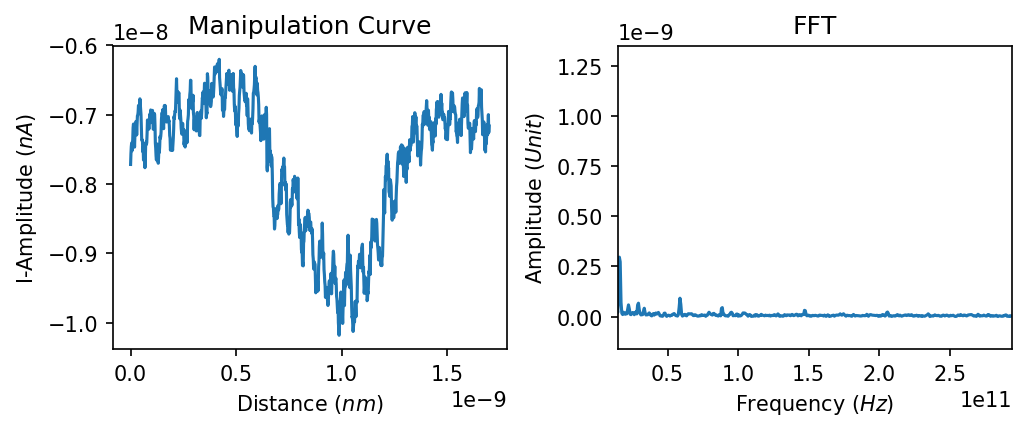 Manipulation Curve
1e−8
−0.6
−0.7
−0.8
−0.9
−1.0
I-Amplitude (nA)
0.0 0.5 1.0 1.5
1e−9
Distance (nm)
FFT
1e−9
1.25
1.00
0.75
0.50
0.25
0.00
Amplitude (Unit)
0.5 1.0 1.5 2.0 2.5
1e11
Frequency (Hz)